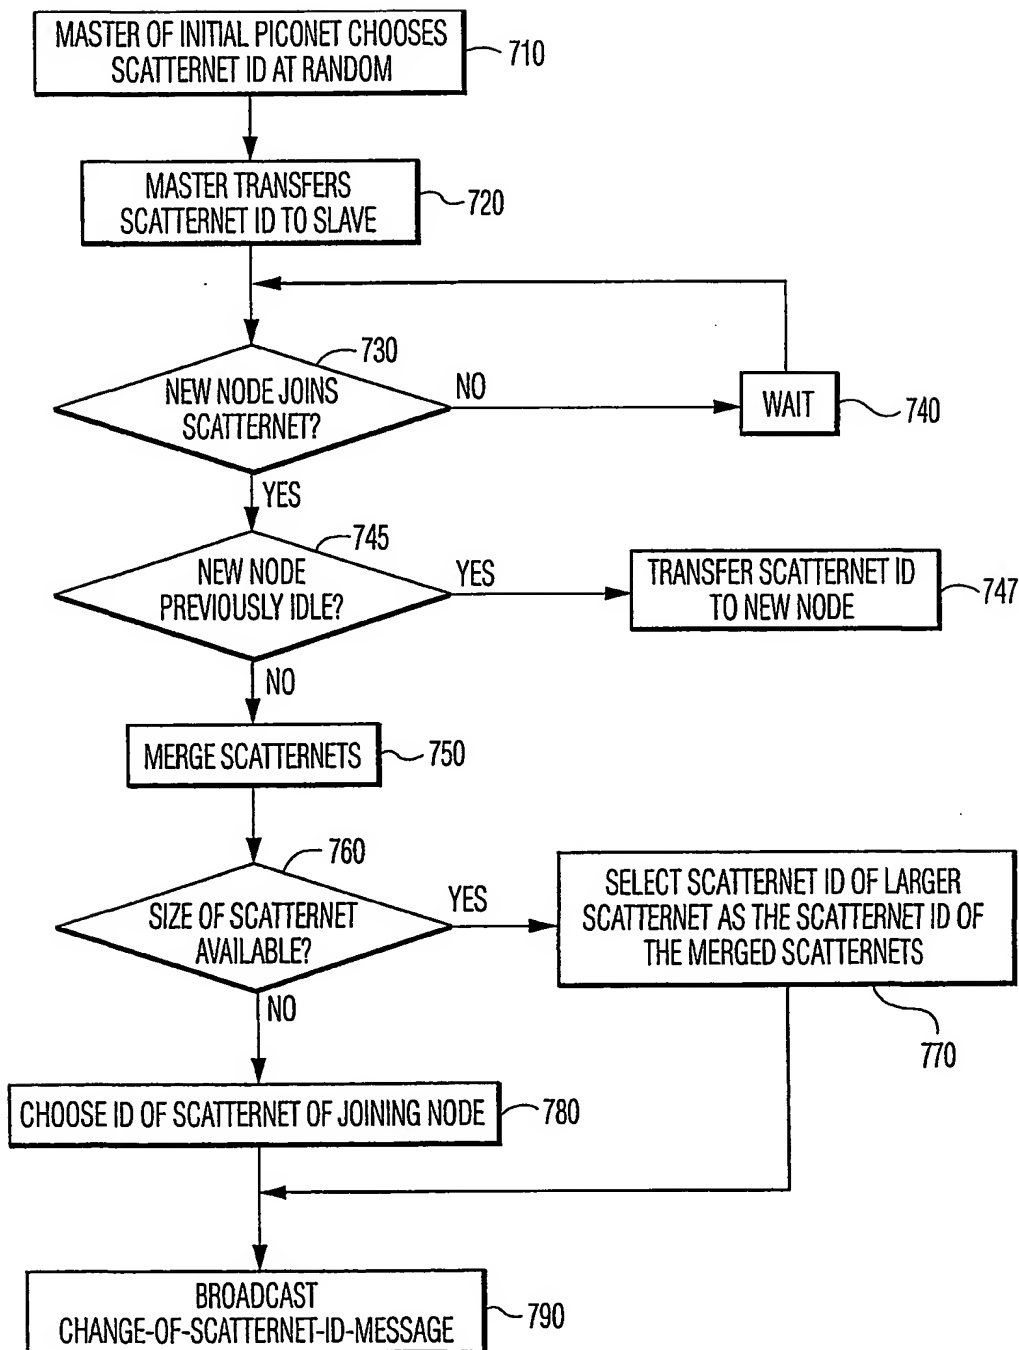 MASTER OF INITIAL PICONET CHOOSES
SCATTERNET ID AT RANDOM
710
MASTER TRANSFERS
SCATTERNET ID TO SLAVE
720
730
NEW NODE JOINS
SCATTERNET?
NO
WAIT
740
YES
745
NEW NODE
PREVIOUSLY IDLE?
YES
TRANSFER SCATTERNET ID
TO NEW NODE
747
NO
MERGE SCATTERNETS
750
760
SIZE OF SCATTERNET
AVAILABLE?
YES
SELECT SCATTERNET ID OF LARGER
SCATTERNET AS THE SCATTERNET ID OF
THE MERGED SCATTERNETS
770
NO
CHOOSE ID OF SCATTERNET OF JOINING NODE
780
BROADCAST
CHANGE-OF-SCATTERNET-ID-MESSAGE
790